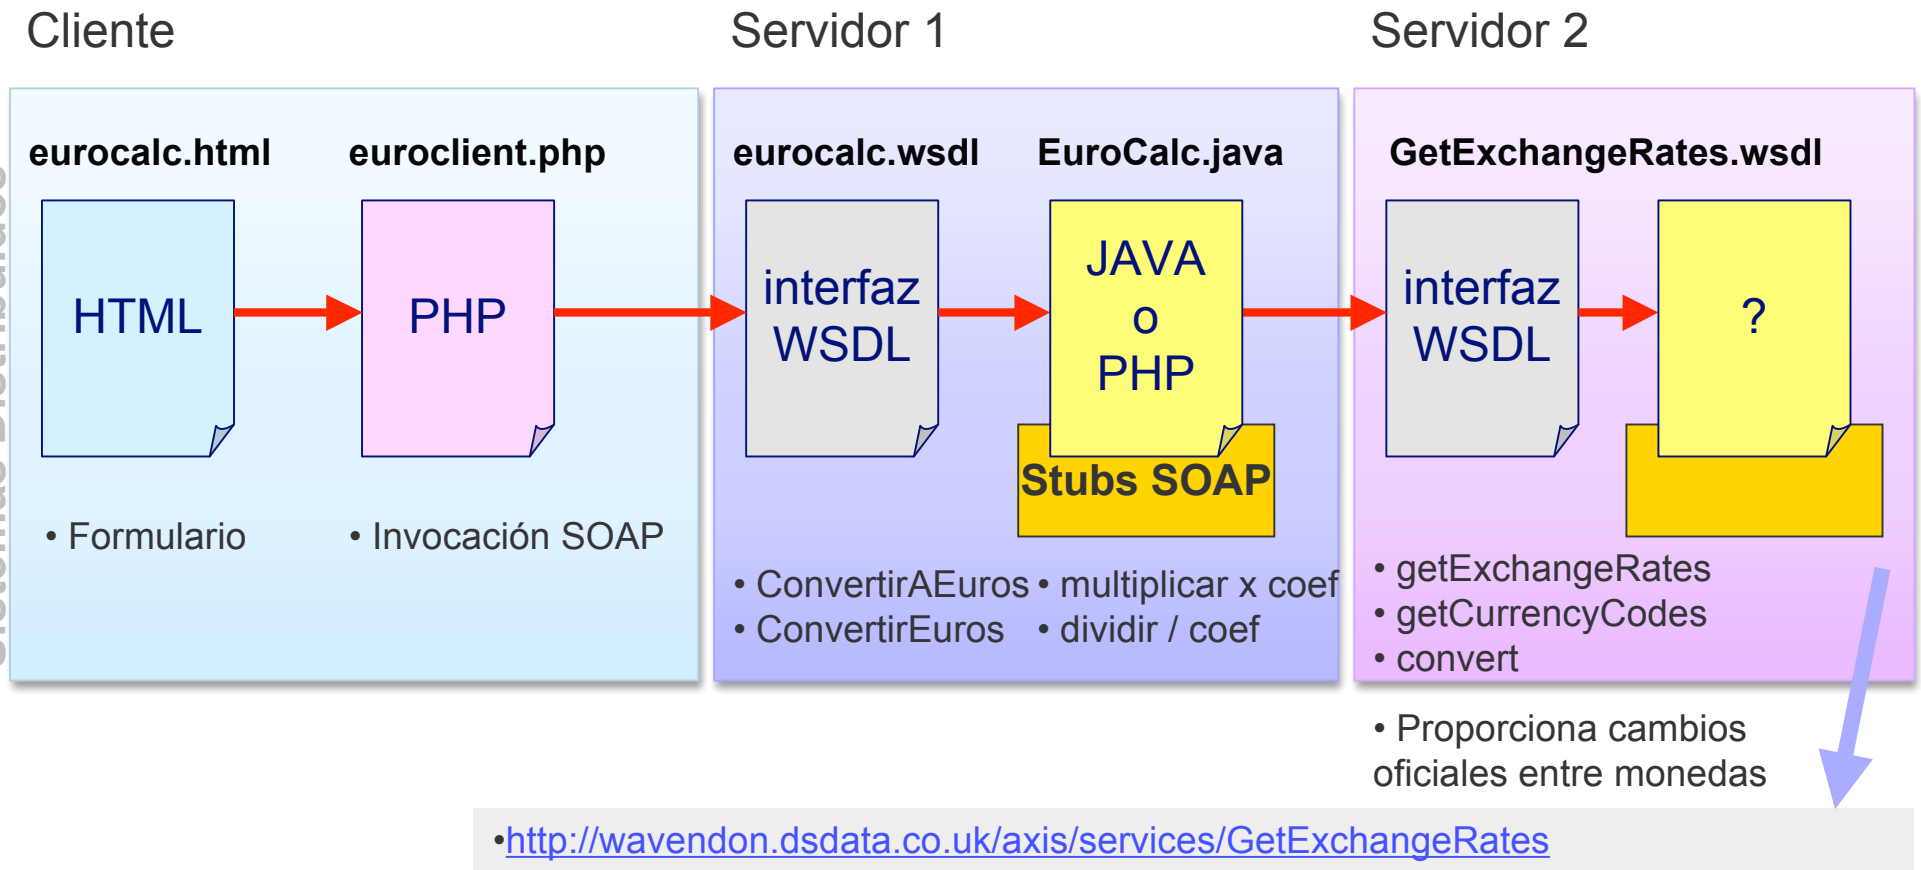 Cliente
Servidor 1
Servidor 2
eurocalc.html
euroclient.php
eurocalc.wsdl
EuroCalc.java
GetExchangeRates.wsdl
HTML
PHP
interfaz
WSDL
JAVA
o
PHP
interfaz
WSDL
?
Stubs SOAP
• Formulario
• Invocación SOAP
• ConvertirAEuros
• ConvertirEuros
• multiplicar x coef
• dividir / coef
• getExchangeRates
• getCurrencyCodes
• convert
• Proporciona cambios
oficiales entre monedas
•http://wavendon.dsdata.co.uk/axis/services/GetExchangeRates